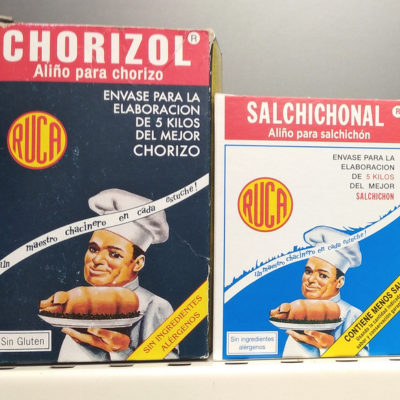 CHORIZOL ®
Aliño para chorizo
ENVASE PARA LA
ELABORACION
DE 5 KILOS
DEL MEJOR
CHORIZO
RUCA
un maestro chacinero en cada estuche!
SIN INGREDIENTES
ALERGENOS
Sin Gluten
SALCHICHONAL ®
Aliño para salchichón
ENVASE PARA LA
ELABORACION
DE 5 KILOS
DEL MEJOR
SALCHICHON
RUCA
un maestro chacinero en cada estuche!
Sin ingredientes
alergenos
CONTIENE MENOS SAL